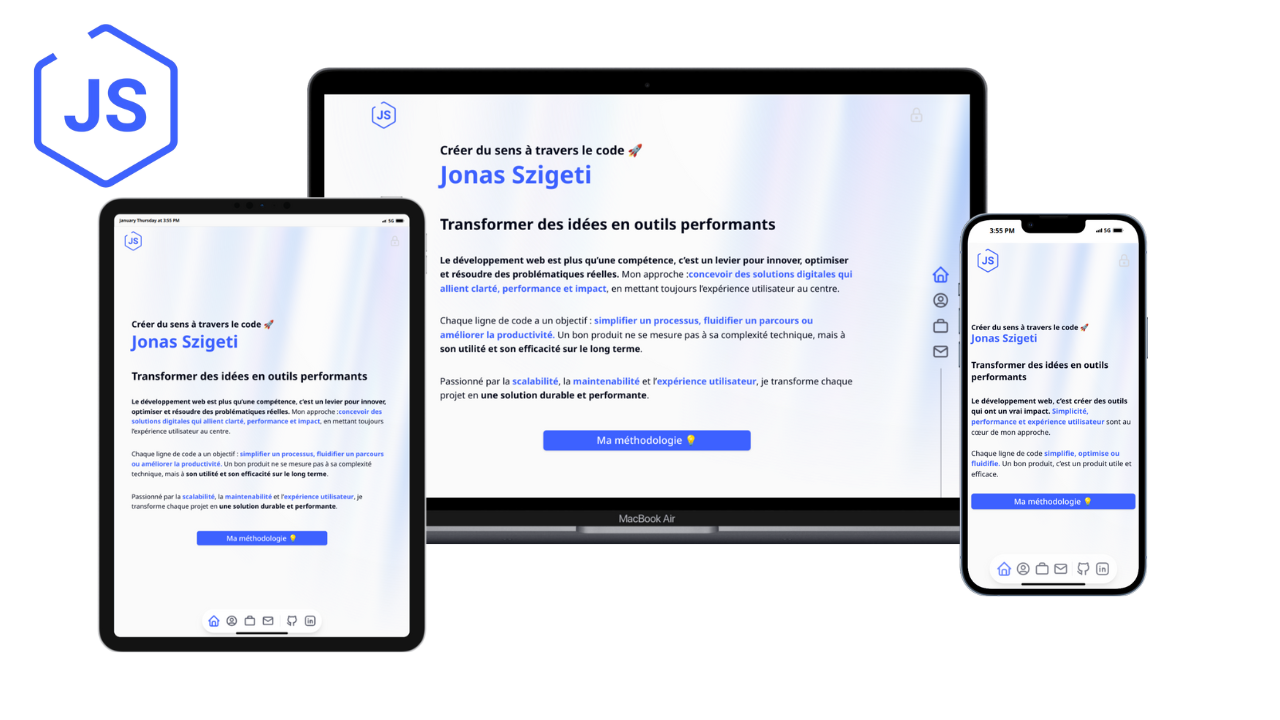 JS
JS
Créer du sens à travers le code 🚀
Jonas Szigeti
Transformer des idées en outils performants
Le développement web est plus qu'une compétence, c'est un levier pour innover, optimiser
et résoudre des problématiques réelles. Mon approche :concevoir des solutions digitales qui
allient clarté, performance et impact, en mettant toujours l'expérience utilisateur au centre.
Chaque ligne de code a un objectif : simplifier un processus, fluidifier un parcours ou
améliorer la productivité. Un bon produit ne se mesure pas à sa complexité technique, mais à
son utilité et son efficacité sur le long terme.
Passionné par la scalabilité, la maintenabilité et l'expérience utilisateur, je transforme chaque
projet en une solution durable et performante.
Ma méthodologie 💡
MacBook Air
January Thursday at 3:55 PM
5G
JS
Créer du sens à travers le code 🚀
Jonas Szigeti
Transformer des idées en outils performants
Le développement web est plus qu'une compétence, c'est un levier pour innover,
optimiser et résoudre des problématiques réelles. Mon approche :concevoir des
solutions digitales qui allient clarté, performance et impact, en mettant toujours
l'expérience utilisateur au centre.
Chaque ligne de code a un objectif : simplifier un processus, fluidifier un parcours
ou améliorer la productivité. Un bon produit ne se mesure pas à sa complexité
technique, mais à son utilité et son efficacité sur le long terme.
Passionné par la scalabilité, la maintenabilité et l'expérience utilisateur, je
transforme chaque projet en une solution durable et performante.
Ma méthodologie 💡
in
3:55 PM
5G
JS
Créer du sens à travers le code 🚀
Jonas Szigeti
Transformer des idées en outils
performants
Le développement web, c'est créer des outils
qui ont un vrai impact. Simplicité,
performance et expérience utilisateur sont au
cœur de mon approche.
Chaque ligne de code simplifie, optimise ou
fluidifie. Un bon produit, c'est un produit utile et
efficace.
Ma méthodologie 💡
in